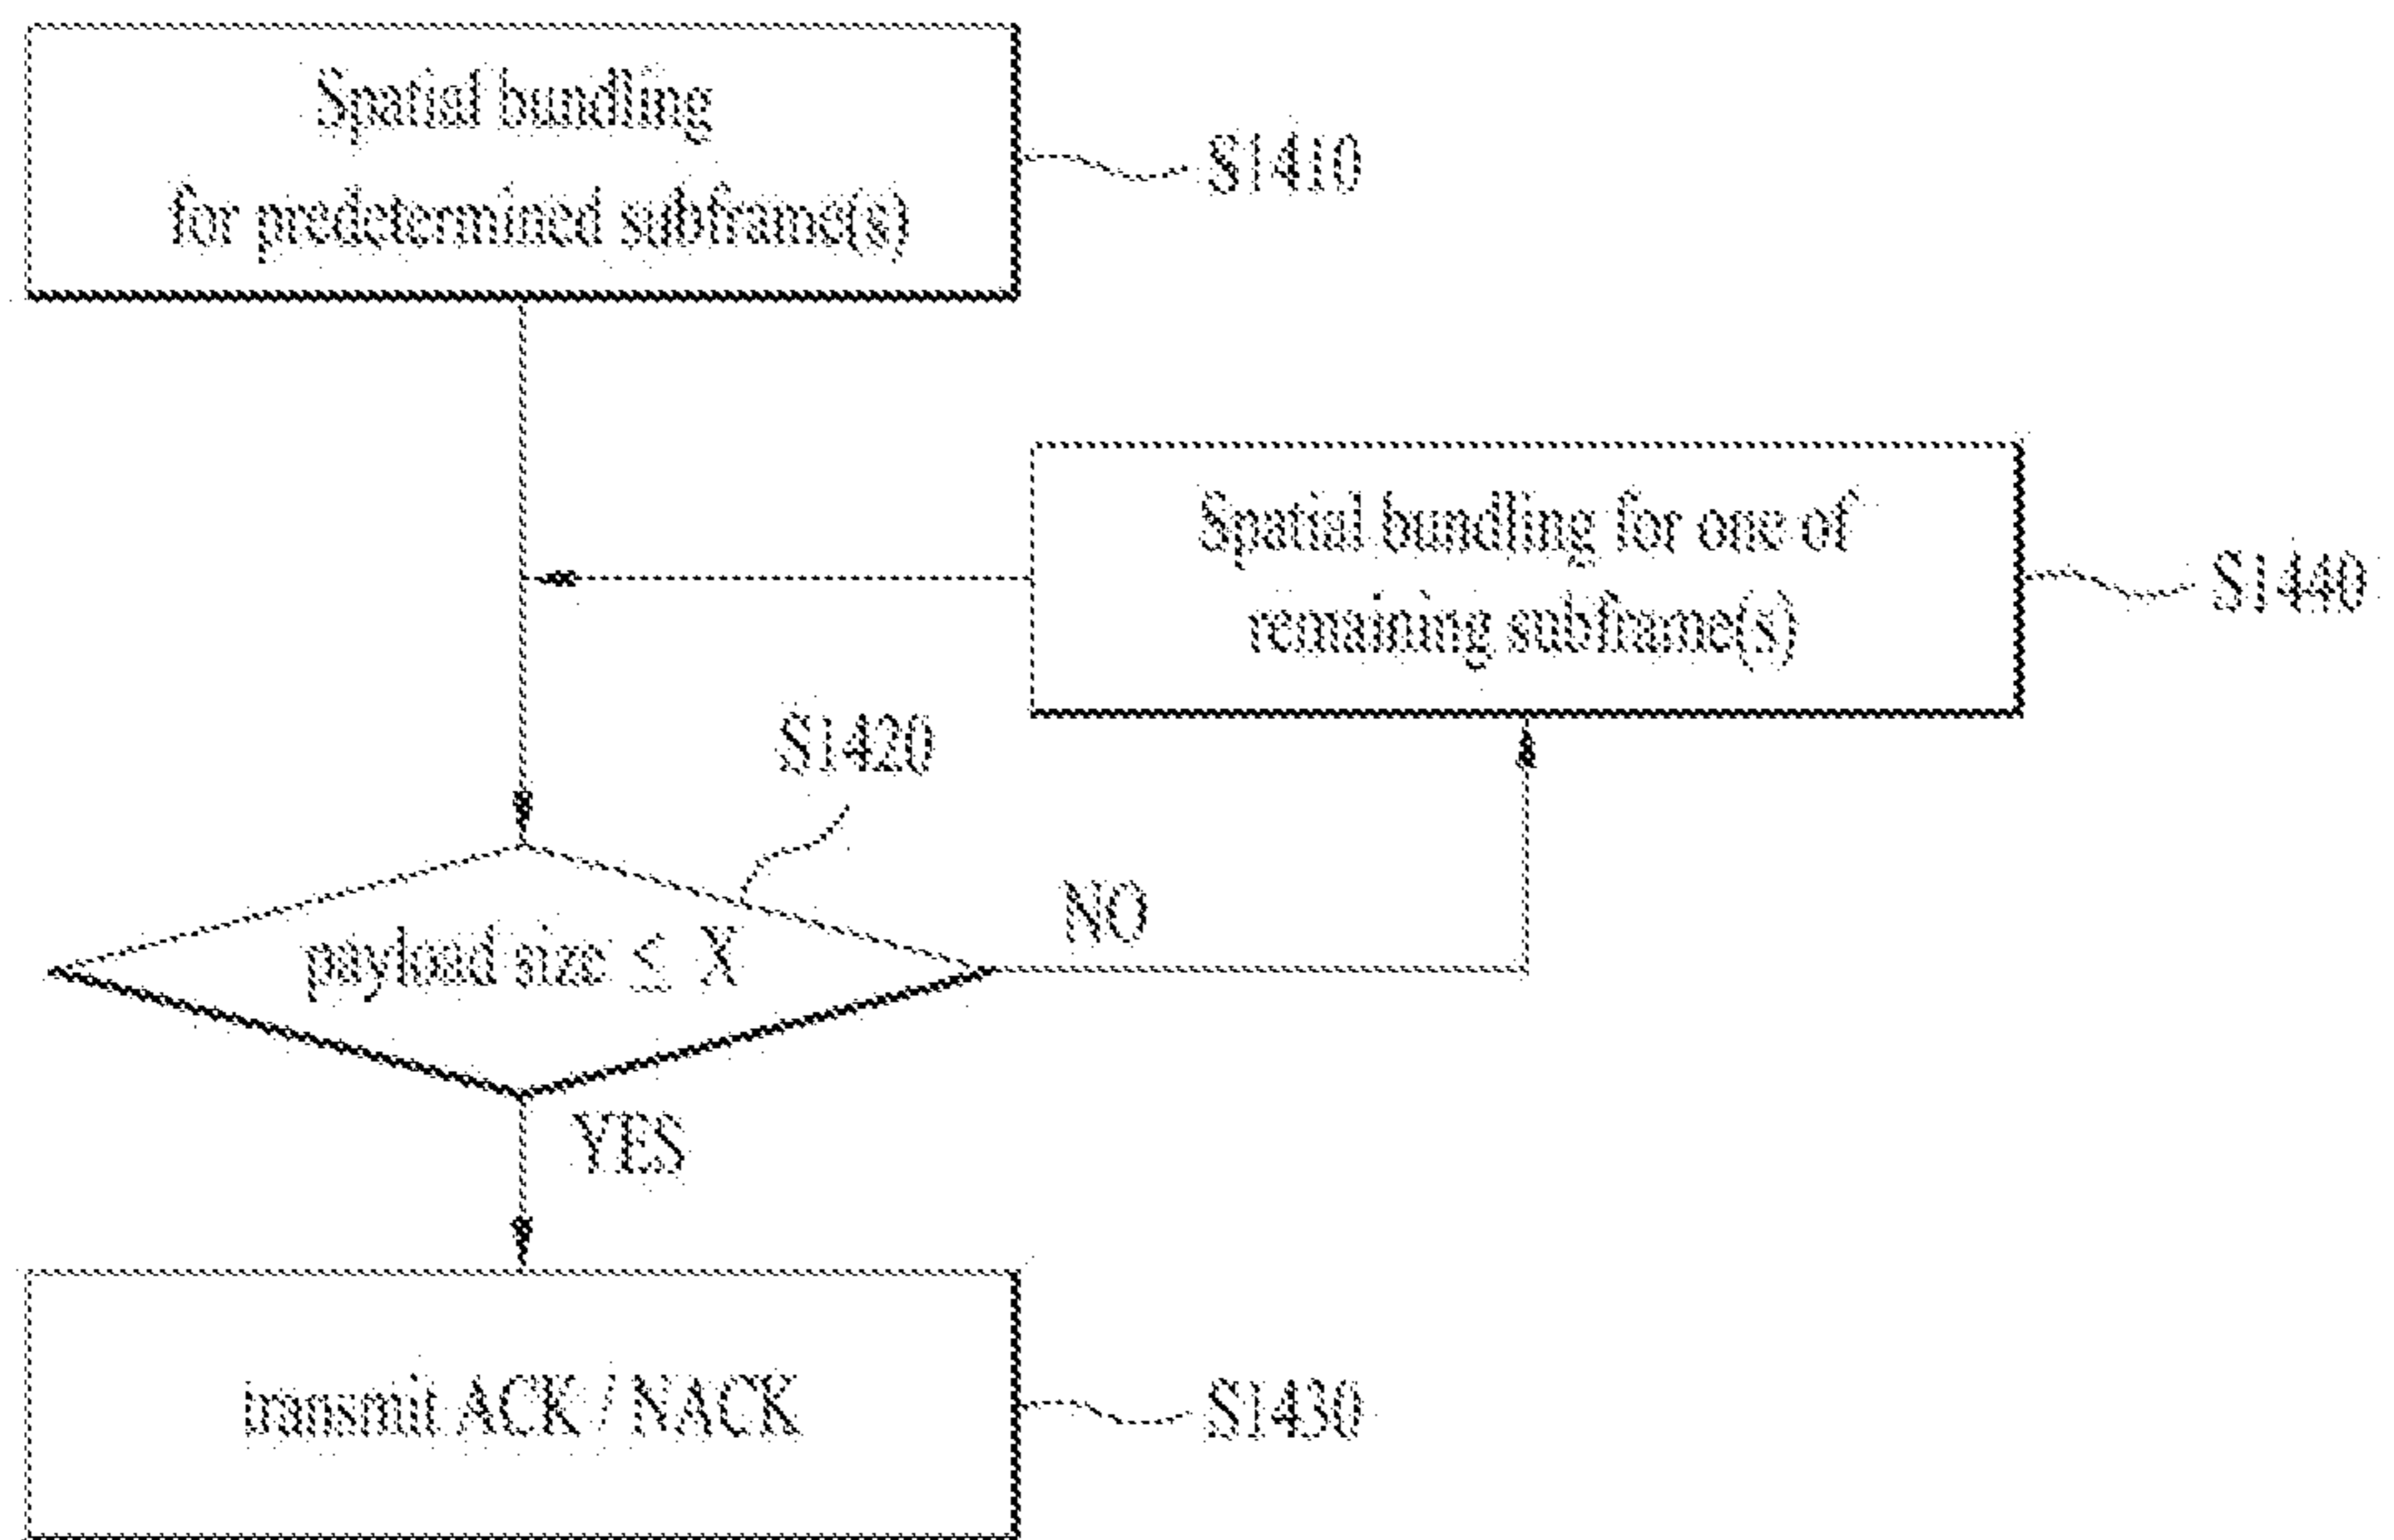 Spatial bundling
for predetermined subframe(s)
S1410
Spatial bundling for one of
remaining subframe(s)
S1440
S1420
payload size ≤ X
NO
YES
transmit ACK / NACK
S1430